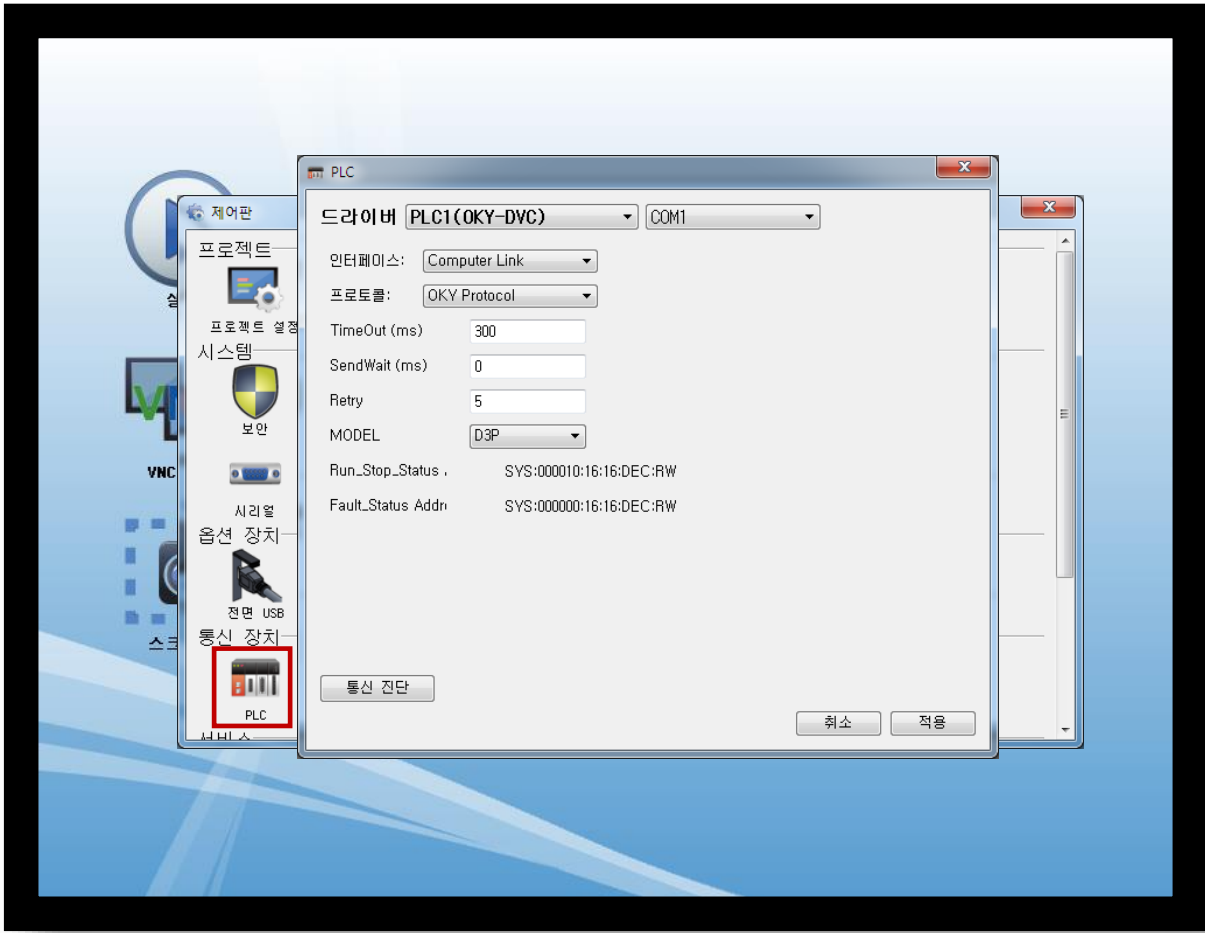 PLC
제어판
드라이버 PLC1(OKY-DVC) COM1
프로젝트
인터페이스: Computer Link
프로토콜: OKY Protocol
프로젝트 설정
TimeOut (ms) 300
시스템
SendWait (ms) 0
Retry 5
보안
MODEL D3P
VNC
Run_Stop_Status SYS:000010:16:16:DEC:RW
시리얼
Fault_Status Addr SYS:000000:16:16:DEC:RW
옵션 장치
전면 USB
통신 장치
통신 진단
PLC
취소 적용
서비스